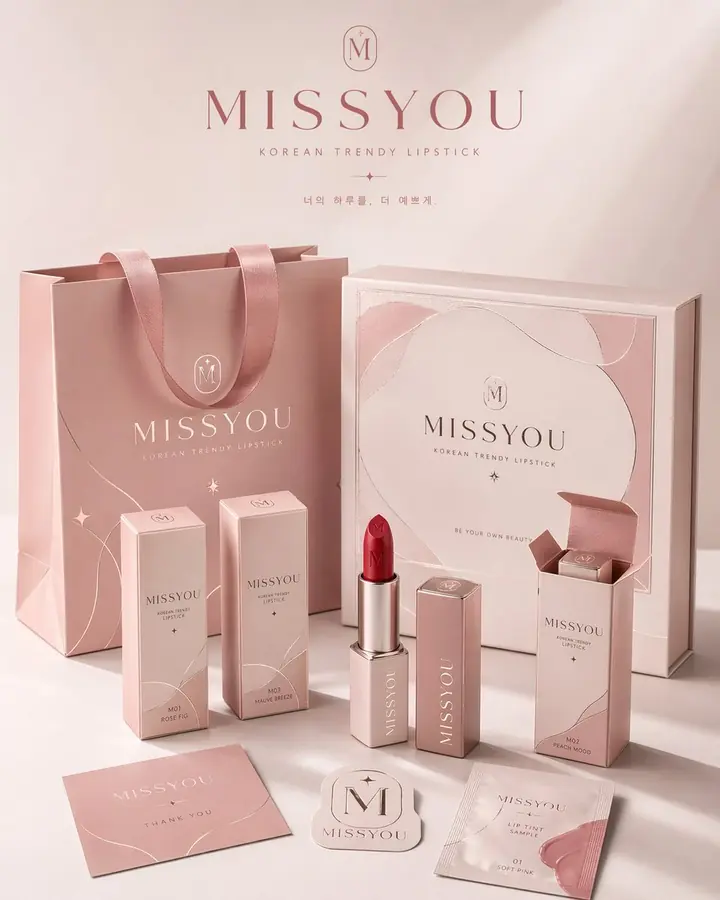 M
MISSYOU
KOREAN TRENDY LIPSTICK
너의 하루를, 더 예쁘게.
M
MISSYOU
KOREAN TRENDY LIPSTICK
M
MISSYOU
KOREAN TRENDY LIPSTICK
BE YOUR OWN BEAUTY
M
MISSYOU
KOREAN TRENDY
LIPSTICK
M01
ROSE FIG
M
MISSYOU
KOREAN TRENDY
LIPSTICK
M03
MAUVE BREEZE
M
MISSYOU
M
MISSYOU
M
MISSYOU
KOREAN TRENDY
LIPSTICK
M02
PEACH MOOD
MISSYOU
THANK YOU
M
MISSYOU
MISSYOU
LIP TINT
SAMPLE
01
SOFT PINK